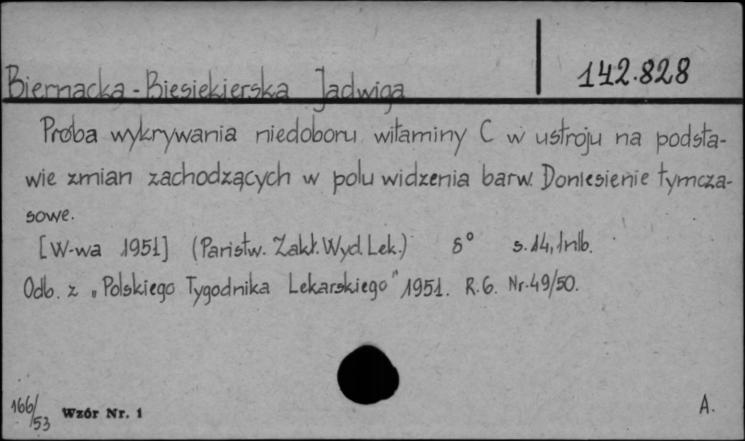 142.828
Biernacka-Biesiekierska Jadwiga
Próba wykrywania niedoboru witaminy C w ustroju na podsta-
wie zmian zachodzących w polu widzenia barw. Doniesienie tymcza-
sowe.
[W-wa 1951] (Państw. Zakł. Wyd. Lek.) 8° s. 14, 1nlb.
Odb. z „Polskiego Tygodnika Lekarskiego" 1951. R.6. Nr.49/50.
166/53 Wzór Nr. 1 A.